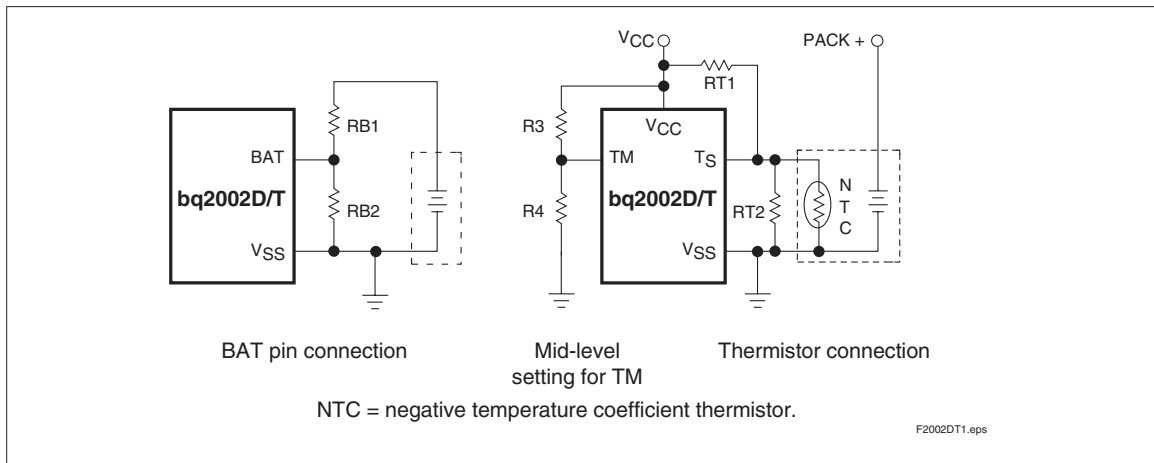 VCC
PACK +
RT1
RB1
R3
VCC
BAT
TM
TS
N
T
C
bq2002D/T
bq2002D/T
RB2
R4
RT2
VSS
VSS
BAT pin connection
Mid-level
setting for TM
Thermistor connection
NTC = negative temperature coefficient thermistor.
F2002DT1.eps